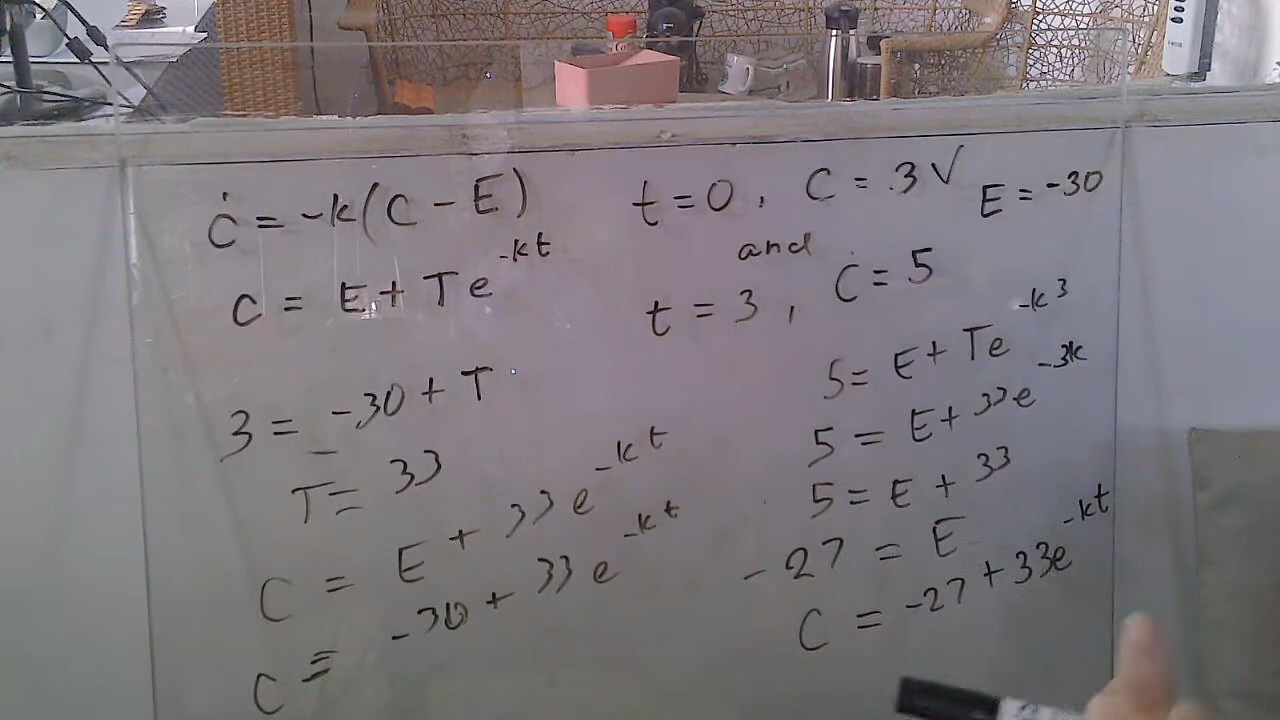 ċ = -k(C - E)
C = E + Te^-kt
3 = -30 + T
T = 33
C = E + 33e^-kt
C = -30 + 33e^-kt
t = 0, C = 3 √ E = -30
and
t = 3, C = 5
5 = E + Te^-k3
5 = E + 33e^-3k
5 = E + 33
-27 = E
C = -27 + 33e^-kt